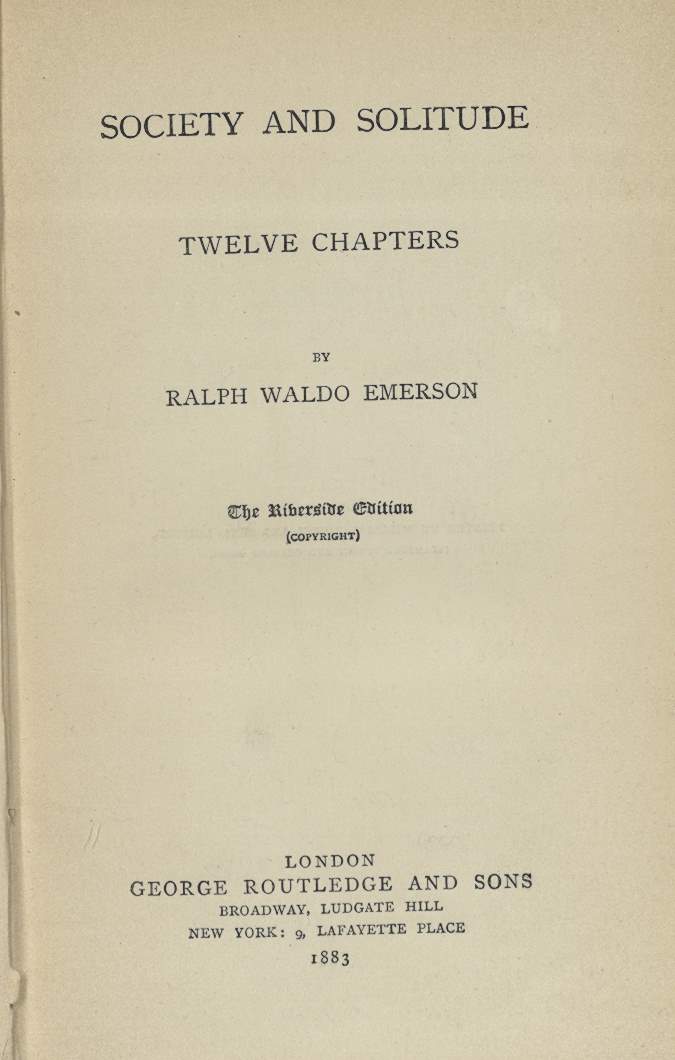 SOCIETY AND SOLITUDE
TWELVE CHAPTERS
BY
RALPH WALDO EMERSON
The Riverside Edition
(COPYRIGHT)
LONDON
GEORGE ROUTLEDGE AND SONS
BROADWAY, LUDGATE HILL
NEW YORK: 9, LAFAYETTE PLACE
1883